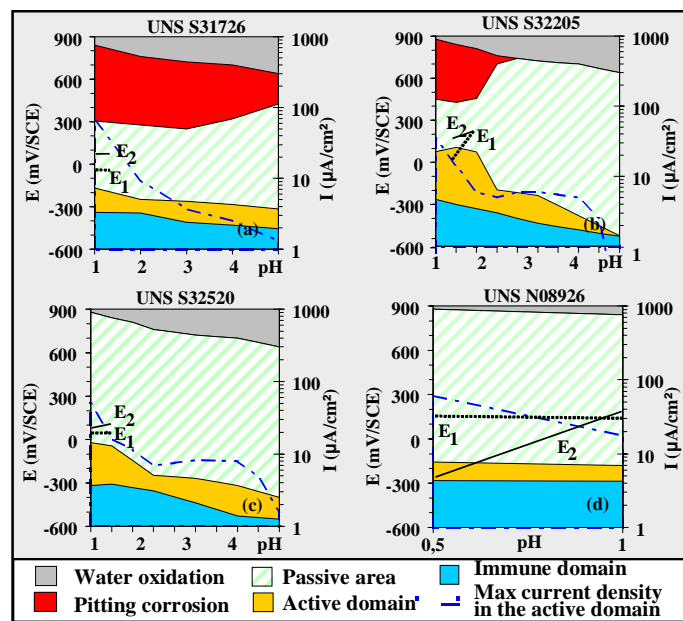 UNS S31726
900
600
300
0
-300
-600
E (mV/SCE)
1000
100
10
1
I (µA/cm²)
E2
E1
(a)
1 2 3 4 pH
UNS S32205
900
600
300
0
-300
-600
E (mV/SCE)
1000
100
10
1
I (µA/cm²)
E2
E1
(b)
1 2 3 4 pH
UNS S32520
900
600
300
0
-300
-600
E (mV/SCE)
1000
100
10
1
I (µA/cm²)
E2
E1
(c)
1 2 3 4 pH
UNS N08926
900
600
300
0
-300
-600
E (mV/SCE)
1000
100
10
1
I (µA/cm²)
E1
E2
(d)
0,5 pH 1
Water oxidation
Pitting corrosion
Passive area
Active domain
Immune domain
Max current density
in the active domain